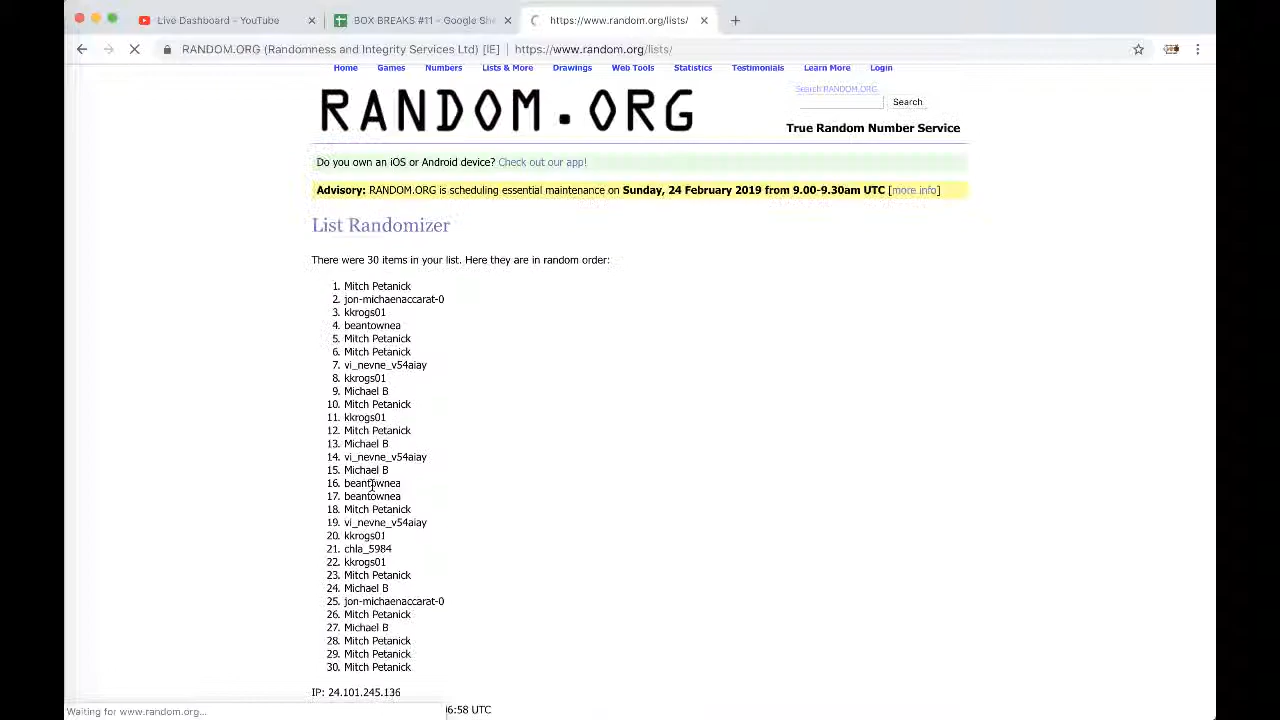 Live Dashboard - YouTube
BOX BREAKS #11 - Google She
https://www.random.org/lists/
RANDOM.ORG (Randomness and Integrity Services Ltd) [IE] https://www.random.org/lists/
Home Games Numbers Lists & More Drawings Web Tools Statistics Testimonials Learn More Login
Search RANDOM.ORG
RANDOM.ORG
Search
True Random Number Service
Do you own an iOS or Android device? Check out our app!
Advisory: RANDOM.ORG is scheduling essential maintenance on Sunday, 24 February 2019 from 9.00-9.30am UTC [more info]
List Randomizer
There were 30 items in your list. Here they are in random order:
1. Mitch Petanick
2. jon-michaenaccarat-0
3. kkrogs01
4. beantownea
5. Mitch Petanick
6. Mitch Petanick
7. vi_nevne_v54aiay
8. kkrogs01
9. Michael B
10. Mitch Petanick
11. kkrogs01
12. Mitch Petanick
13. Michael B
14. vi_nevne_v54aiay
15. Michael B
16. beantownea
17. beantownea
18. Mitch Petanick
19. vi_nevne_v54aiay
20. kkrogs01
21. chla_5984
22. kkrogs01
23. Mitch Petanick
24. Michael B
25. jon-michaenaccarat-0
26. Mitch Petanick
27. Michael B
28. Mitch Petanick
29. Mitch Petanick
30. Mitch Petanick
IP: 24.101.245.136
6:58 UTC
Waiting for www.random.org...